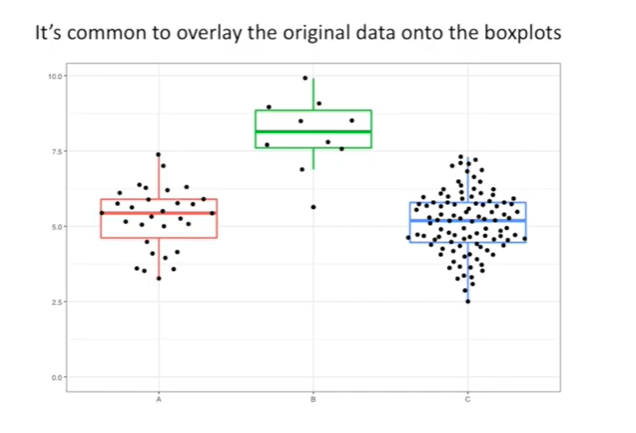 It's common to overlay the original data onto the boxplots
10.0
7.5
5.0
2.5
0.0
A
B
C